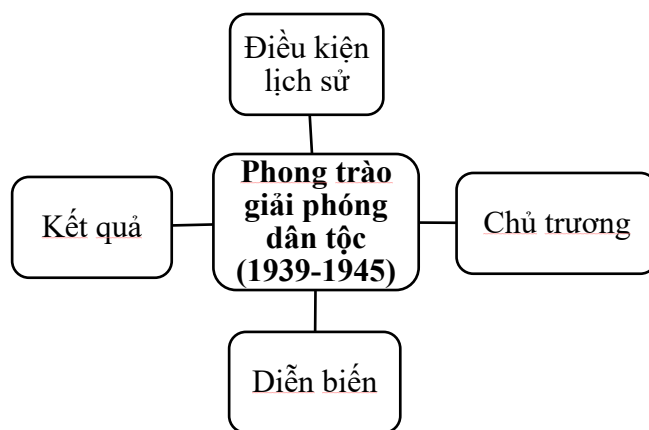 Điều kiện
lịch sử
Phong trào
giải phóng
dân tộc
(1939-1945)
Kết quả
Chủ trương
Diễn biến